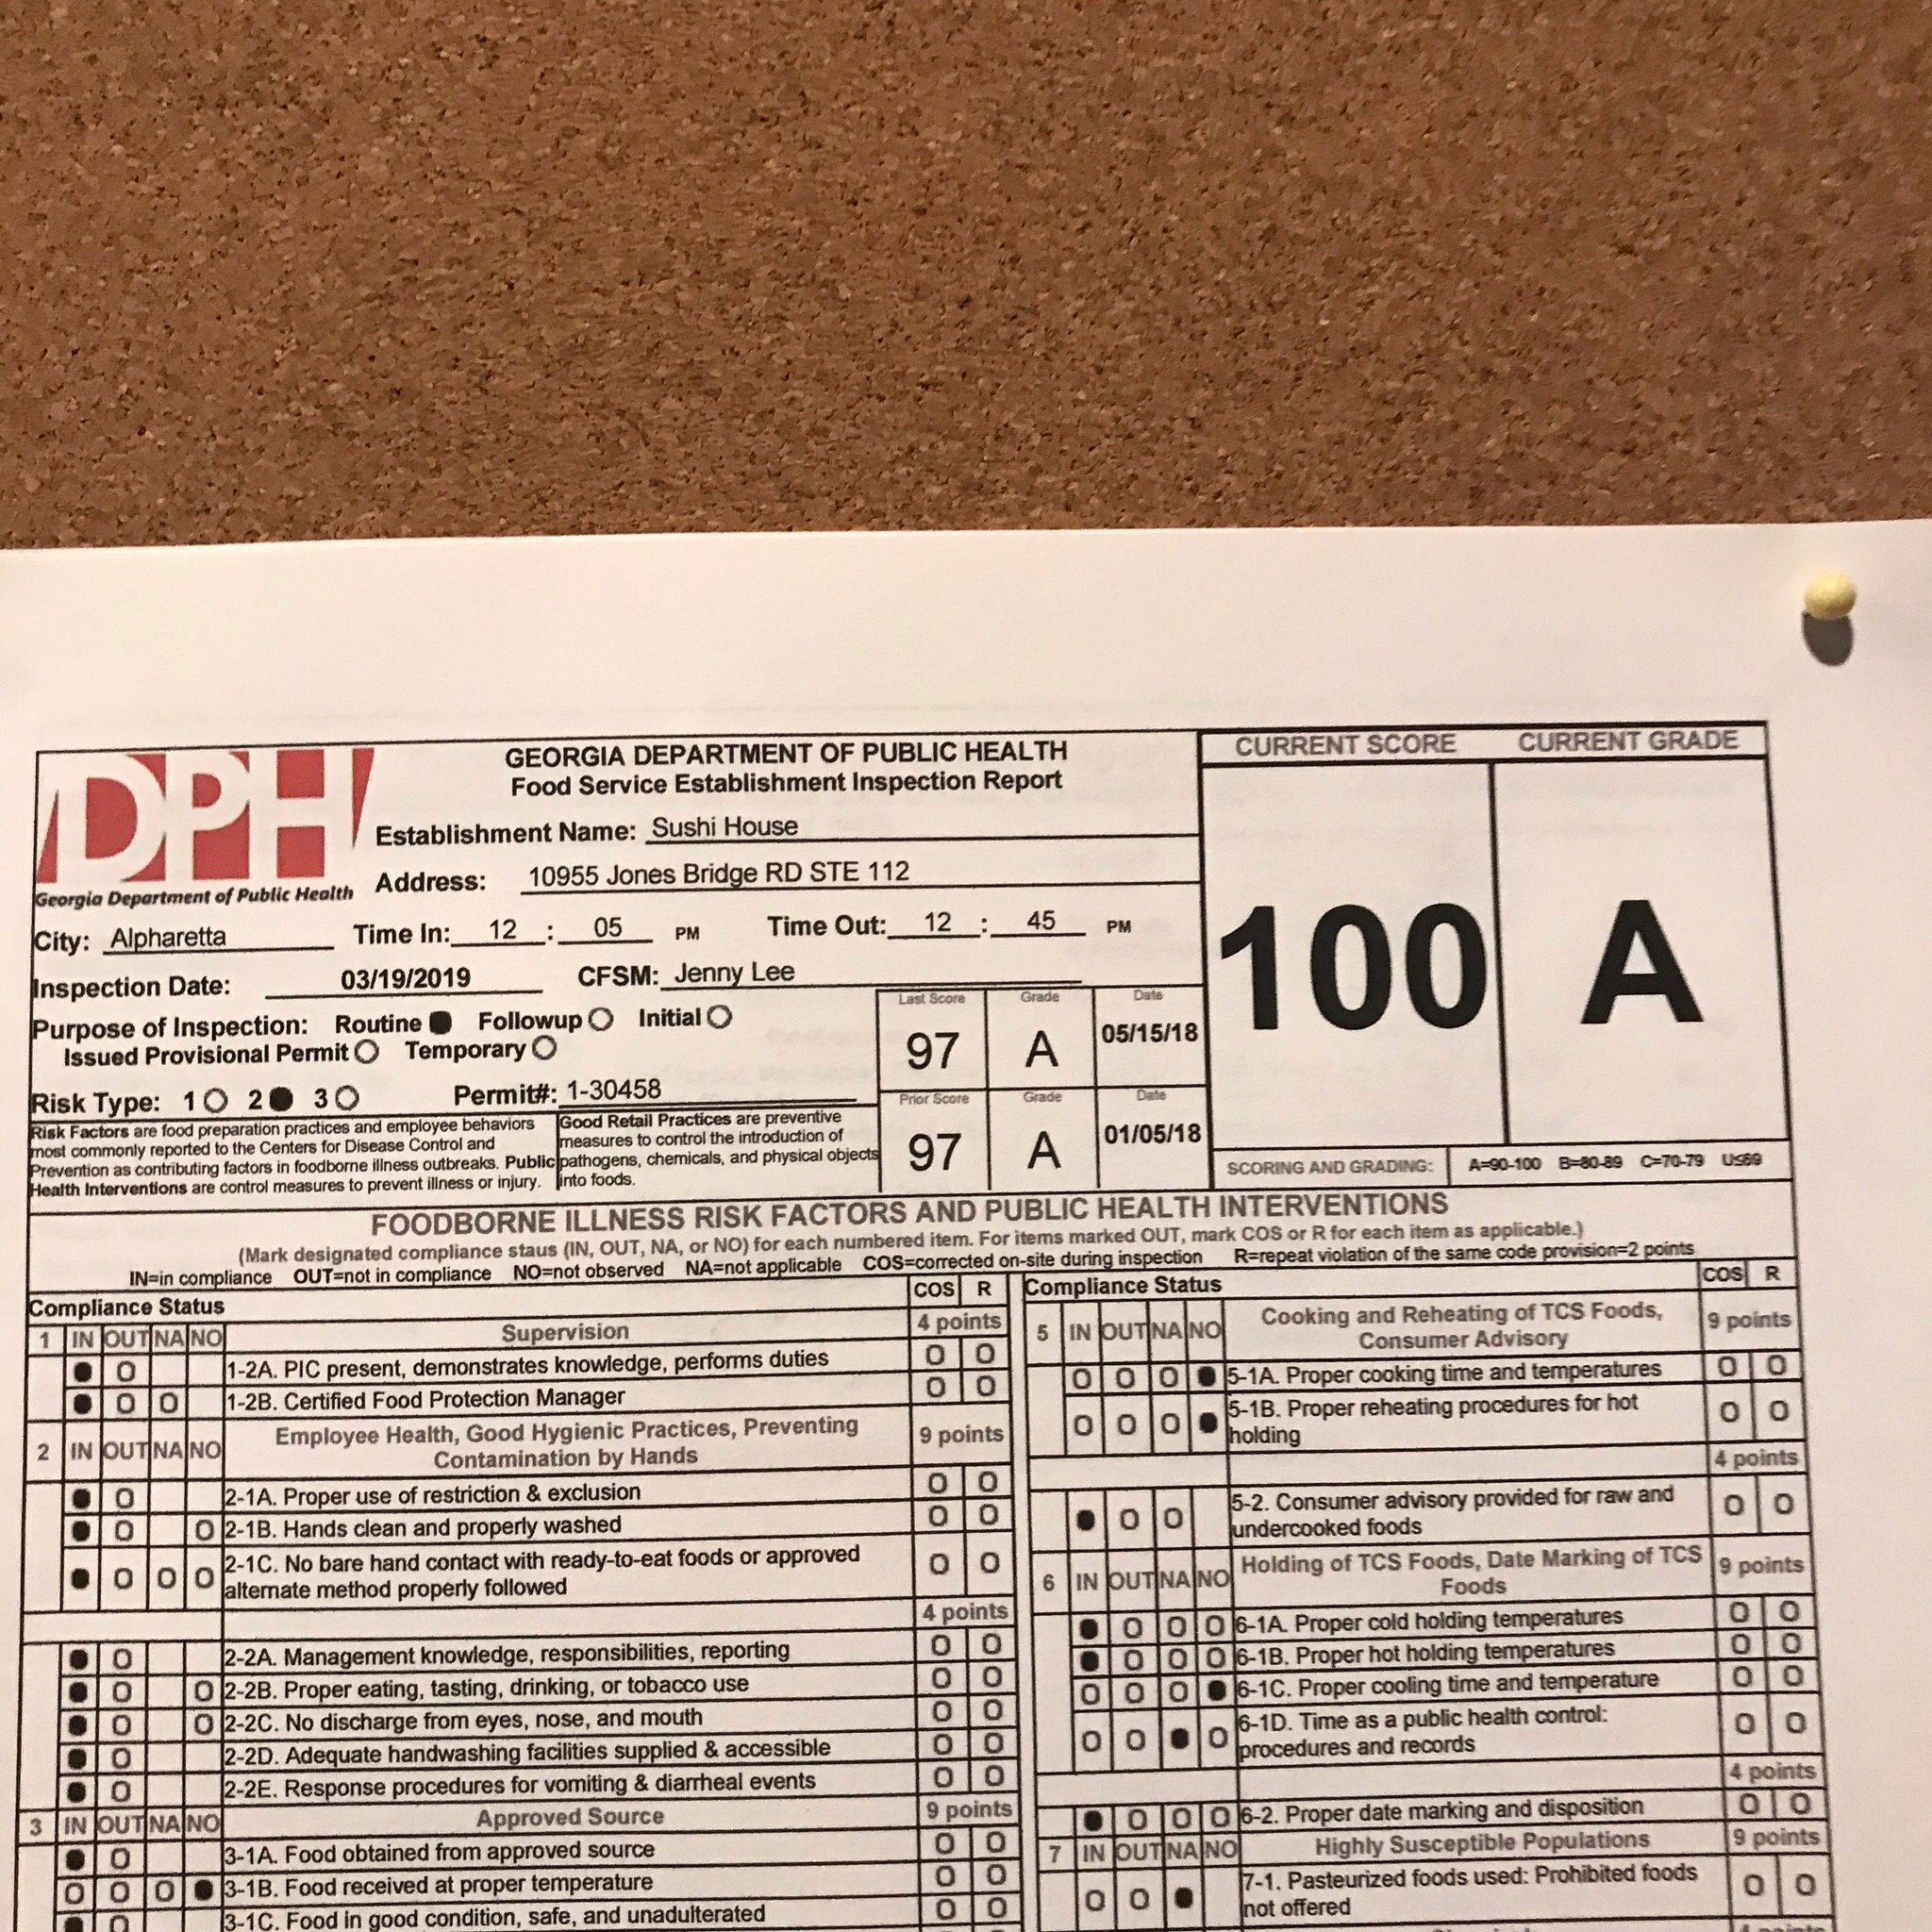 DPH
Georgia Department of Public Health
GEORGIA DEPARTMENT OF PUBLIC HEALTH
Food Service Establishment Inspection Report
Establishment Name: Sushi House
Address: 10955 Jones Bridge RD STE 112
City: Alpharetta Time In: 12 : 05 PM Time Out: 12 : 45 PM
Inspection Date: 03/19/2019 CFSM: Jenny Lee
Purpose of Inspection: Routine Followup Initial
Issued Provisional Permit Temporary
Risk Type: 1 2 3 Permit#: 1-30458
Risk Factors are food preparation practices and employee behaviors
most commonly reported to the Centers for Disease Control and
Prevention as contributing factors in foodborne illness outbreaks. Public
Health Interventions are control measures to prevent illness or injury.
Good Retail Practices are preventive
measures to control the introduction of
pathogens, chemicals, and physical objects
into foods.
Last Score Grade Date
97 A 05/15/18
Prior Score Grade Date
97 A 01/05/18
CURRENT SCORE CURRENT GRADE
100 A
SCORING AND GRADING: A=90-100 B=80-89 C=70-79 U≤69
FOODBORNE ILLNESS RISK FACTORS AND PUBLIC HEALTH INTERVENTIONS
(Mark designated compliance staus (IN, OUT, NA, or NO) for each numbered item. For items marked OUT, mark COS or R for each item as applicable.)
IN=in compliance OUT=not in compliance NO=not observed NA=not applicable COS=corrected on-site during inspection R=repeat violation of the same code provision=2 points
Compliance Status COS R
1 IN OUT NA NO Supervision 4 points
1-2A. PIC present, demonstrates knowledge, performs duties
1-2B. Certified Food Protection Manager
2 IN OUT NA NO Employee Health, Good Hygienic Practices, Preventing
Contamination by Hands 9 points
2-1A. Proper use of restriction & exclusion
2-1B. Hands clean and properly washed
2-1C. No bare hand contact with ready-to-eat foods or approved
alternate method properly followed
4 points
2-2A. Management knowledge, responsibilities, reporting
2-2B. Proper eating, tasting, drinking, or tobacco use
2-2C. No discharge from eyes, nose, and mouth
2-2D. Adequate handwashing facilities supplied & accessible
2-2E. Response procedures for vomiting & diarrheal events
3 IN OUT NA NO Approved Source 9 points
3-1A. Food obtained from approved source
3-1B. Food received at proper temperature
3-1C. Food in good condition, safe, and unadulterated
Compliance Status COS R
5 IN OUT NA NO Cooking and Reheating of TCS Foods,
Consumer Advisory 9 points
5-1A. Proper cooking time and temperatures
5-1B. Proper reheating procedures for hot
holding
4 points
5-2. Consumer advisory provided for raw and
undercooked foods
6 IN OUT NA NO Holding of TCS Foods, Date Marking of TCS
Foods 9 points
6-1A. Proper cold holding temperatures
6-1B. Proper hot holding temperatures
6-1C. Proper cooling time and temperature
6-1D. Time as a public health control:
procedures and records
4 points
6-2. Proper date marking and disposition
7 IN OUT NA NO Highly Susceptible Populations 9 points
7-1. Pasteurized foods used: Prohibited foods
not offered